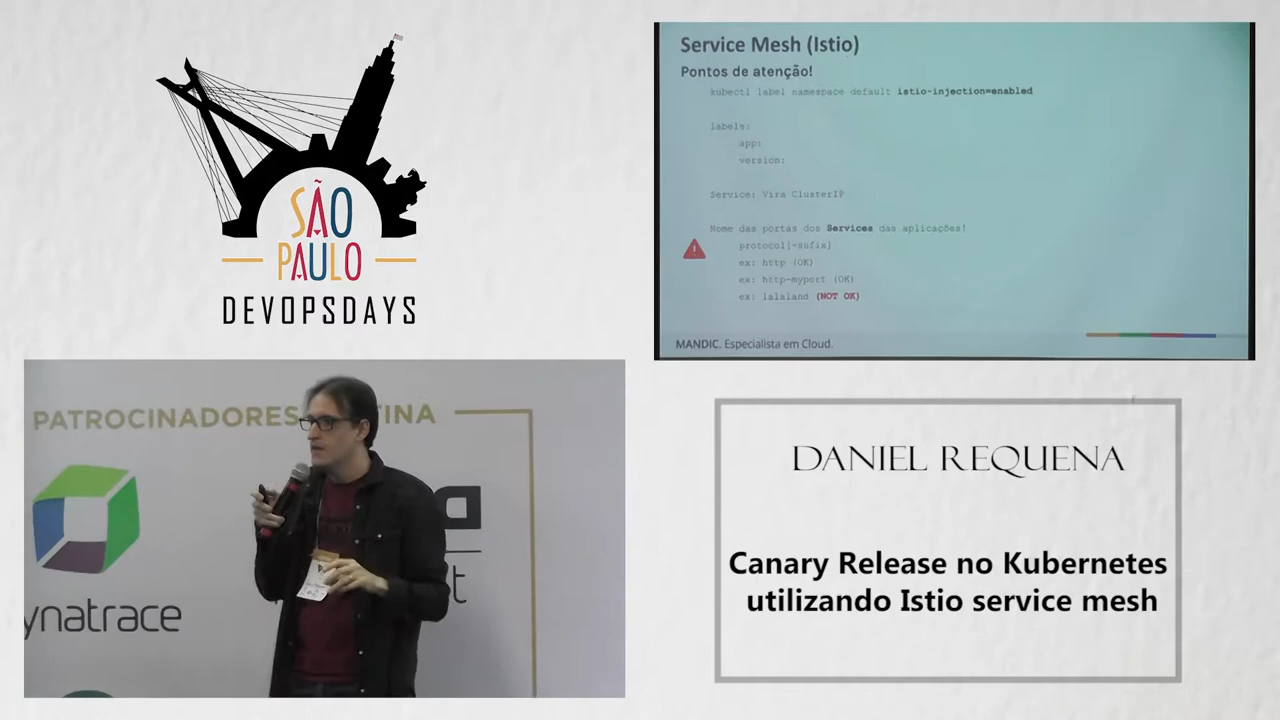 SÃO
PAULO
DEVOPSDAYS
Service Mesh (Istio)
Pontos de atenção!
kubectl label namespace default istio-injection=enabled
labels:
app:
version:
Service: Vira ClusterIP
Nome das portas dos Services das aplicações!
protocol[-sufix]
ex: http (OK)
ex: http-myport (OK)
ex: lalaland (NOT OK)
MANDIC. Especialista em Cloud.
PATROCINADORES
ynatrace
DANIEL REQUENA
Canary Release no Kubernetes
utilizando Istio service mesh